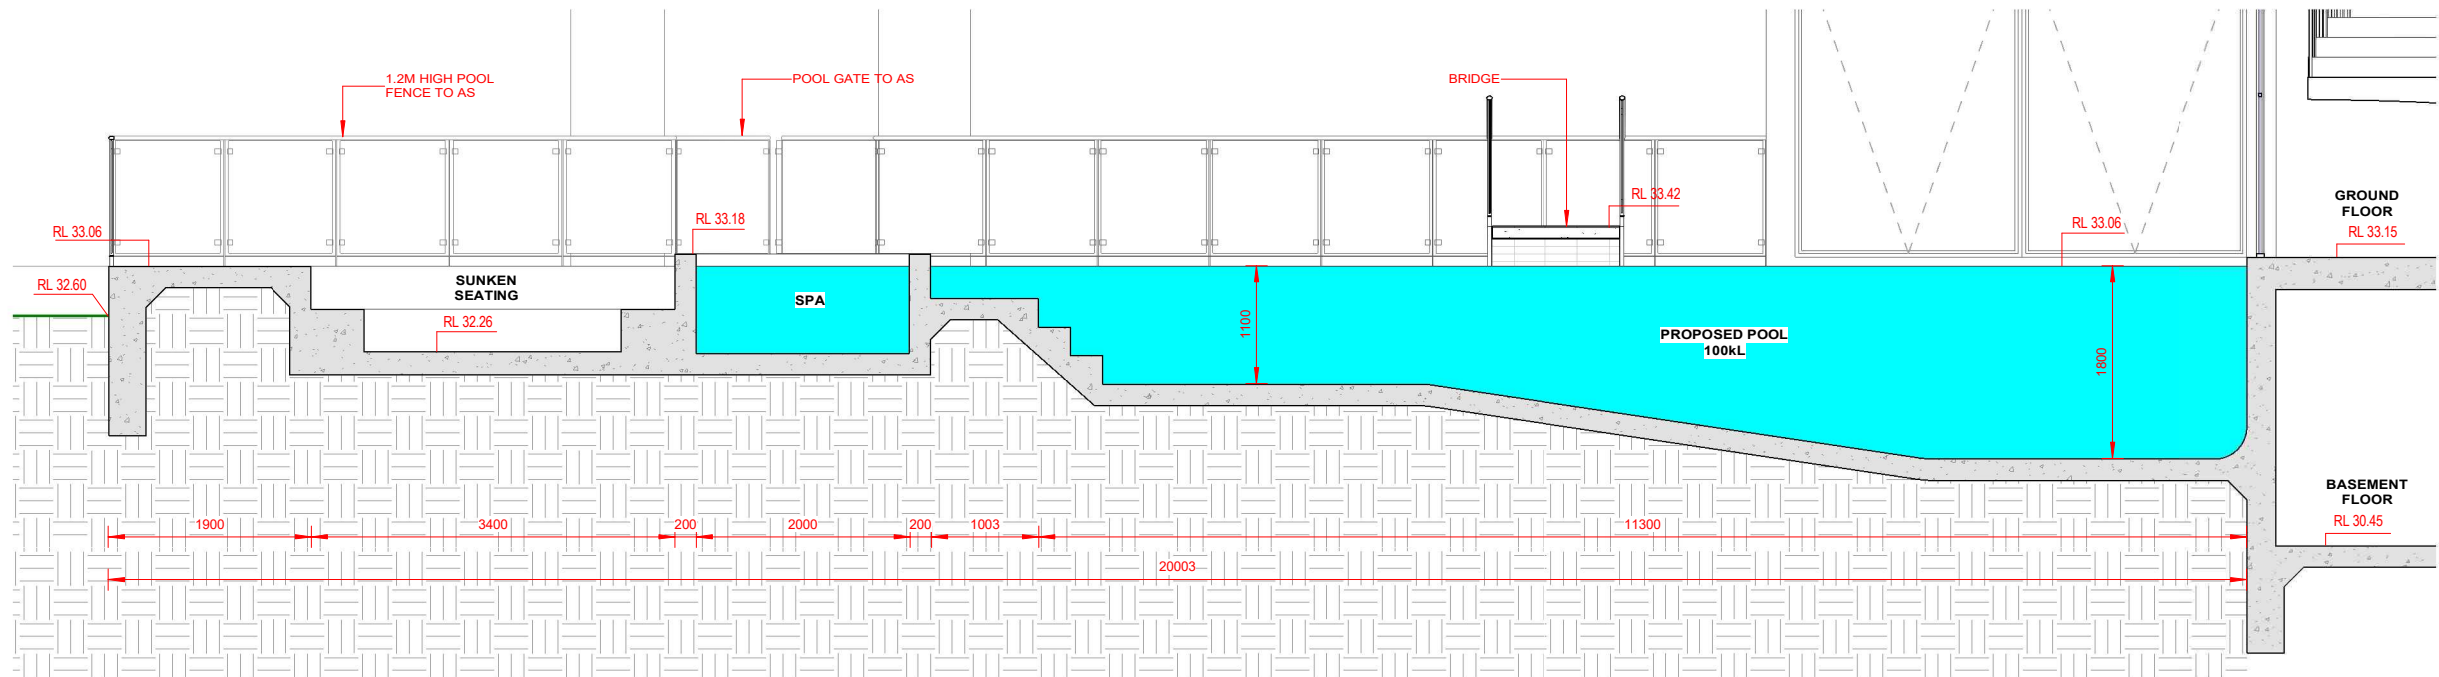 1.2M HIGH POOL
FENCE TO AS
POOL GATE TO AS
BRIDGE
RL 33.06
RL 33.18
RL 33.42
RL 33.06
GROUND
FLOOR
RL 33.15
RL 32.60
SUNKEN
SEATING
RL 32.26
SPA
1100
PROPOSED POOL
100kL
1800
BASEMENT
FLOOR
RL 30.45
1900
3400
200
2000
200
1003
11300
20003